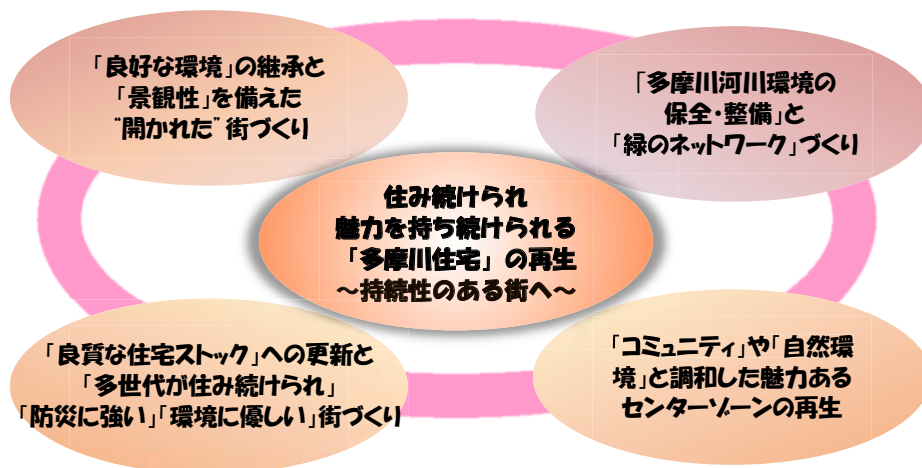 「良好な環境」の継承と
「景観性」を備えた
“開かれた”街づくり
「多摩川河川環境の
保全・整備」と
「緑のネットワーク」づくり
住み続けられ
魅力を持ち続けられる
「多摩川住宅」の再生
～持続性のある街へ～
「良質な住宅ストック」への更新と
「多世代が住み続けられ」
「防災に強い」「環境に優しい」街づくり
「コミュニティ」や「自然環
境」と調和した魅力ある
センターゾーンの再生